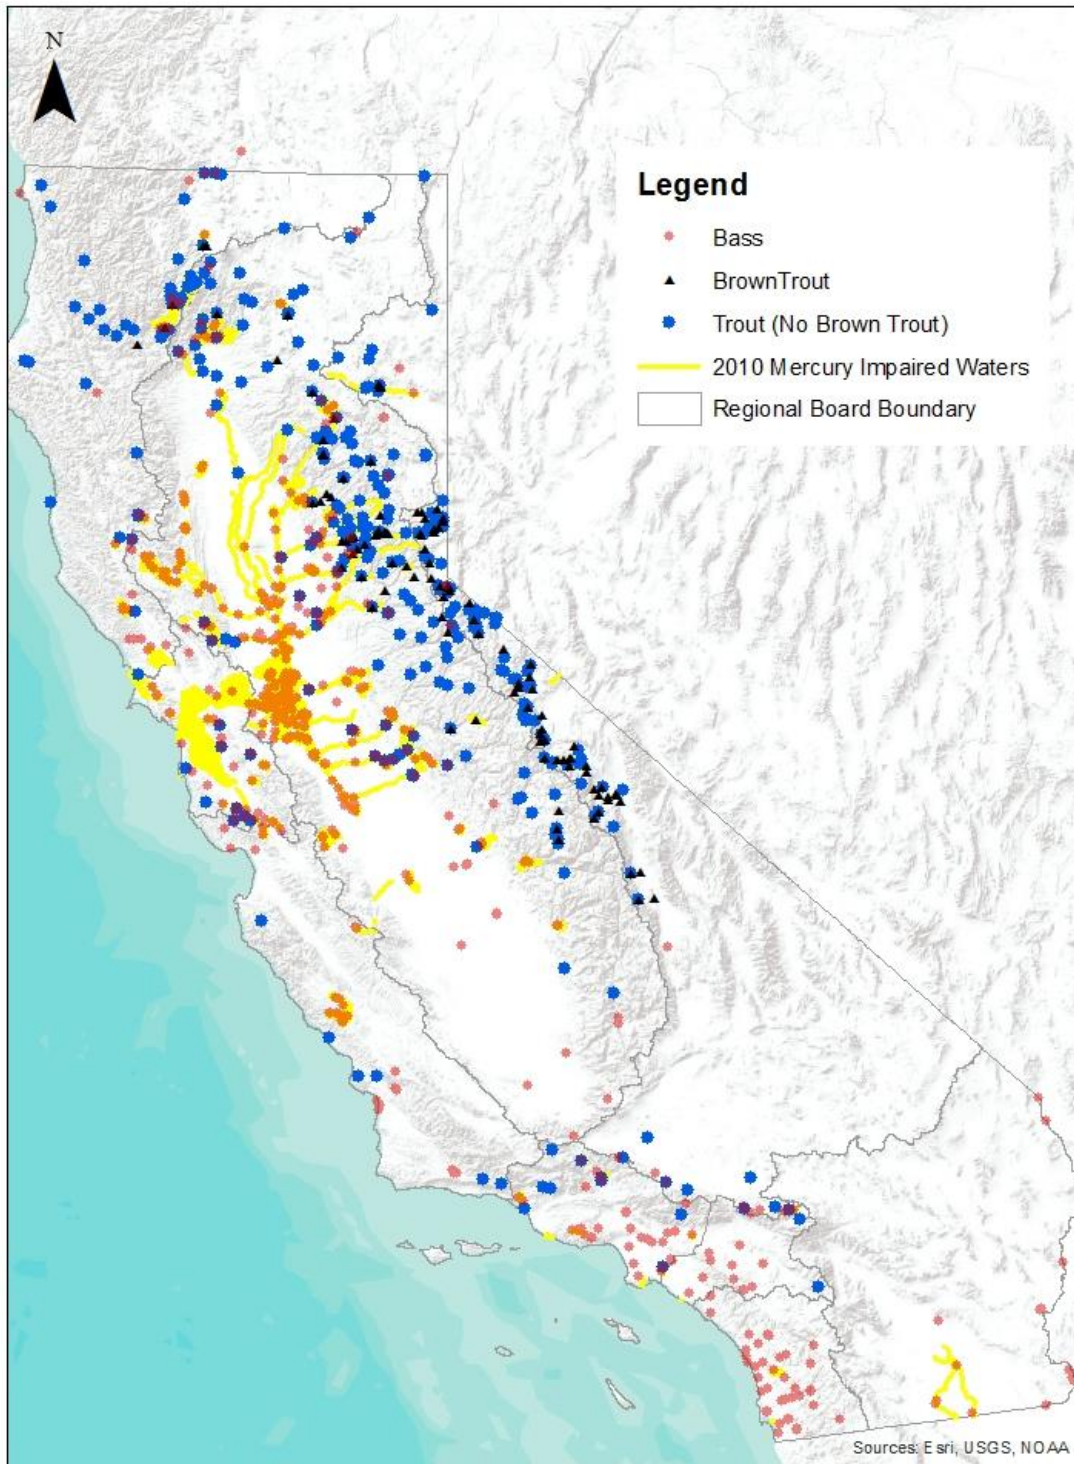 N
Legend
Bass
BrownTrout
Trout (No Brown Trout)
2010 Mercury Impaired Waters
Regional Board Boundary
Sources: Esri, USGS, NOAA